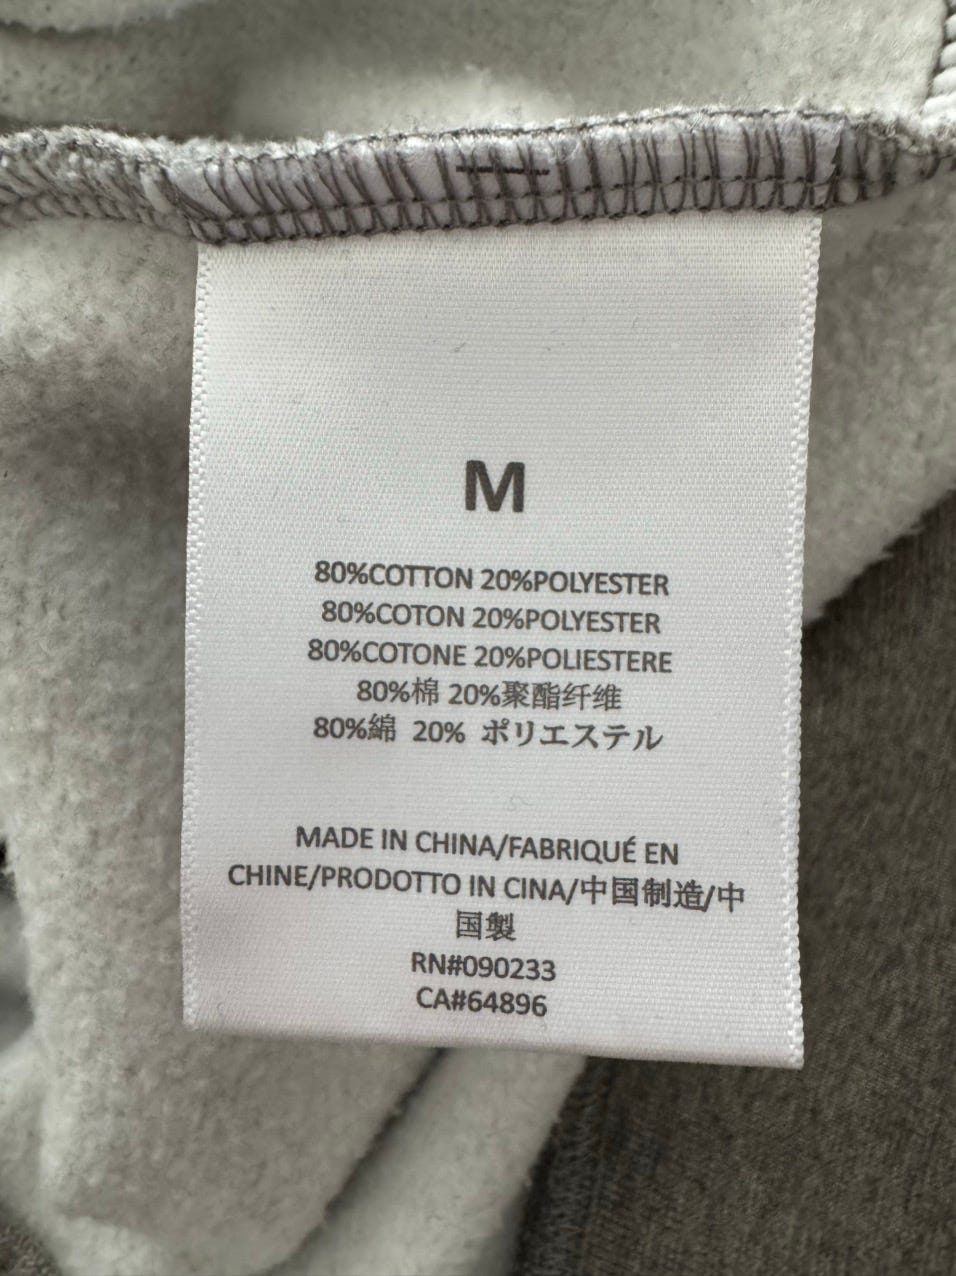 M
80%COTTON 20%POLYESTER
80%COTON 20%POLYESTER
80%COTONE 20%POLIESTERE
80%棉 20%聚酯纤维
80%綿 20% ポリエステル
MADE IN CHINA/FABRIQUÉ EN
CHINE/PRODOTTO IN CINA/中国制造/中
国製
RN#090233
CA#64896